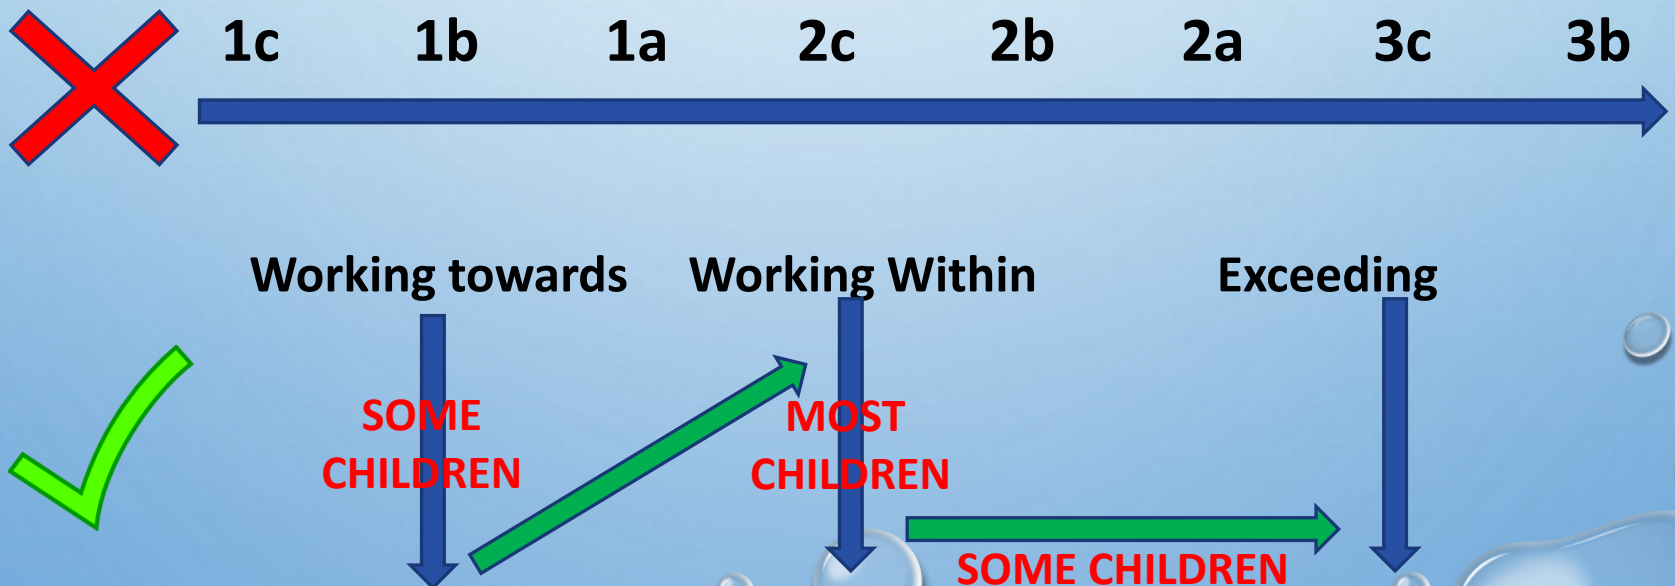 1c 1b 1a 2c 2b 2a 3c 3b
Working towards Working Within Exceeding
SOME
CHILDREN
MOST
CHILDREN
SOME CHILDREN